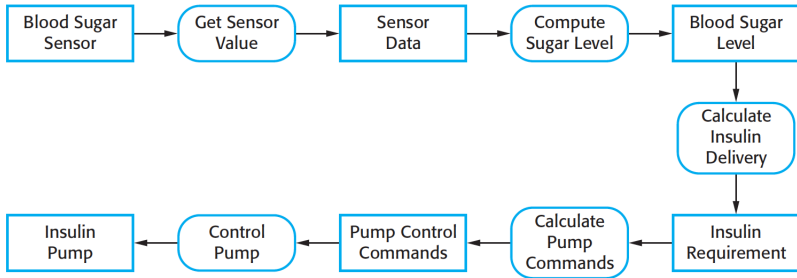 Blood Sugar
Sensor
Get Sensor
Value
Sensor
Data
Compute
Sugar Level
Blood Sugar
Level
Calculate
Insulin
Delivery
Insulin
Pump
Control
Pump
Pump Control
Commands
Calculate
Pump
Commands
Insulin
Requirement